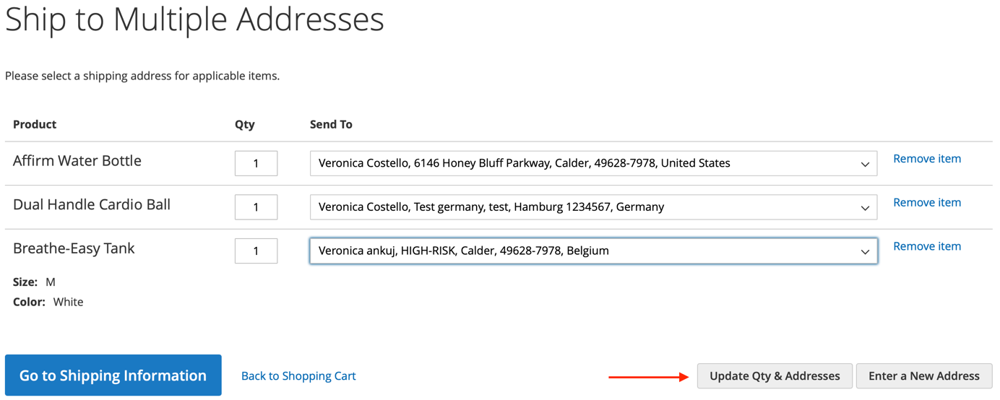 Ship to Multiple Addresses
Please select a shipping address for applicable items.
Product Qty Send To
Affirm Water Bottle 1 Veronica Costello, 6146 Honey Bluff Parkway, Calder, 49628-7978, United States Remove item
Dual Handle Cardio Ball 1 Veronica Costello, Test germany, test, Hamburg 1234567, Germany Remove item
Breathe-Easy Tank 1 Veronica ankuj, HIGH-RISK, Calder, 49628-7978, Belgium Remove item
Size: M
Color: White
Go to Shipping Information Back to Shopping Cart Update Qty & Addresses Enter a New Address